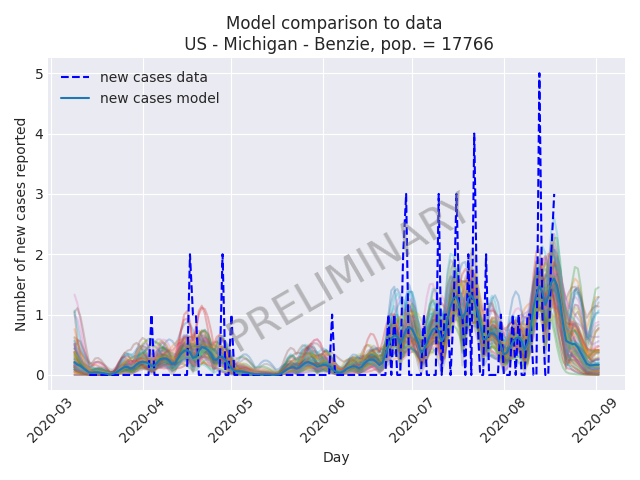 Model comparison to data
US - Michigan - Benzie, pop. = 17766
Number of new cases reported
5
4
3
2
1
0
new cases data
new cases model
PRELIMINARY
2020-03
2020-04
2020-05
2020-06
2020-07
2020-08
2020-09
Day